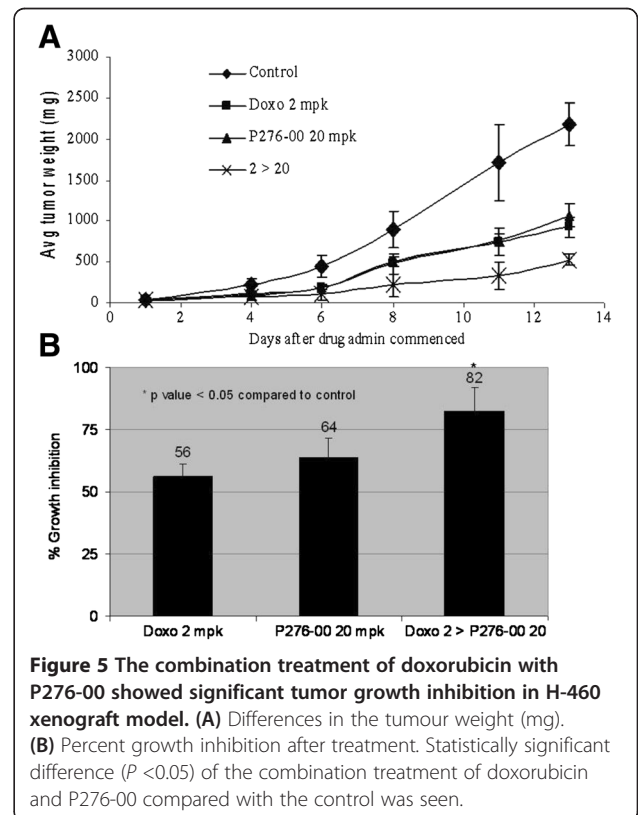 A
3000
2500
2000
1500
1000
500
0
Avg tumor weight (mg)
Control
Doxo 2 mpk
P276-00 20 mpk
2 > 20
0 2 4 6 8 10 12 14
Days after drug admin commenced
B
100
75
50
25
0
% Growth inhibition
* p value < 0.05 compared to control
56
64
*
82
Doxo 2 mpk P276-00 20 mpk Doxo 2 > P276-00 20
Figure 5 The combination treatment of doxorubicin with
P276-00 showed significant tumor growth inhibition in H-460
xenograft model. (A) Differences in the tumour weight (mg).
(B) Percent growth inhibition after treatment. Statistically significant
difference (P <0.05) of the combination treatment of doxorubicin
and P276-00 compared with the control was seen.